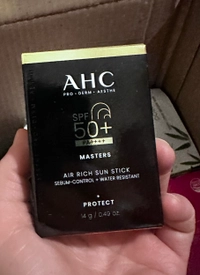 AHC
PRO • DERM • AESTHE
SPF
50+
PA++++
MASTERS
AIR RICH SUN STICK
SEBUM-CONTROL + WATER RESISTANT
PROTECT
14 g / 0.49 oz.